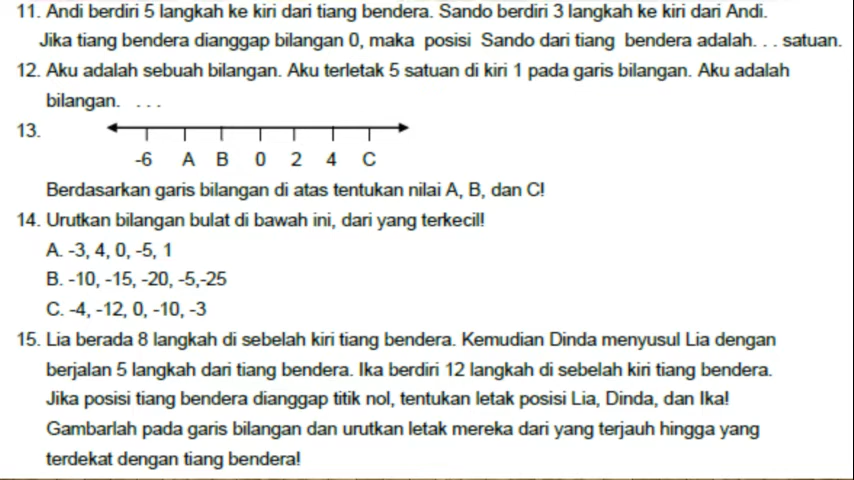 11. Andi berdiri 5 langkah ke kiri dari tiang bendera. Sando berdiri 3 langkah ke kiri dari Andi.
Jika tiang bendera dianggap bilangan 0, maka posisi Sando dari tiang bendera adalah. . . satuan.
12. Aku adalah sebuah bilangan. Aku terletak 5 satuan di kiri 1 pada garis bilangan. Aku adalah
bilangan. . . .
13.
-6 A B 0 2 4 C
Berdasarkan garis bilangan di atas tentukan nilai A, B, dan C!
14. Urutkan bilangan bulat di bawah ini, dari yang terkecil!
A. -3, 4, 0, -5, 1
B. -10, -15, -20, -5,-25
C. -4, -12, 0, -10, -3
15. Lia berada 8 langkah di sebelah kiri tiang bendera. Kemudian Dinda menyusul Lia dengan
berjalan 5 langkah dari tiang bendera. Ika berdiri 12 langkah di sebelah kiri tiang bendera.
Jika posisi tiang bendera dianggap titik nol, tentukan letak posisi Lia, Dinda, dan Ika!
Gambarlah pada garis bilangan dan urutkan letak mereka dari yang terjauh hingga yang
terdekat dengan tiang bendera!